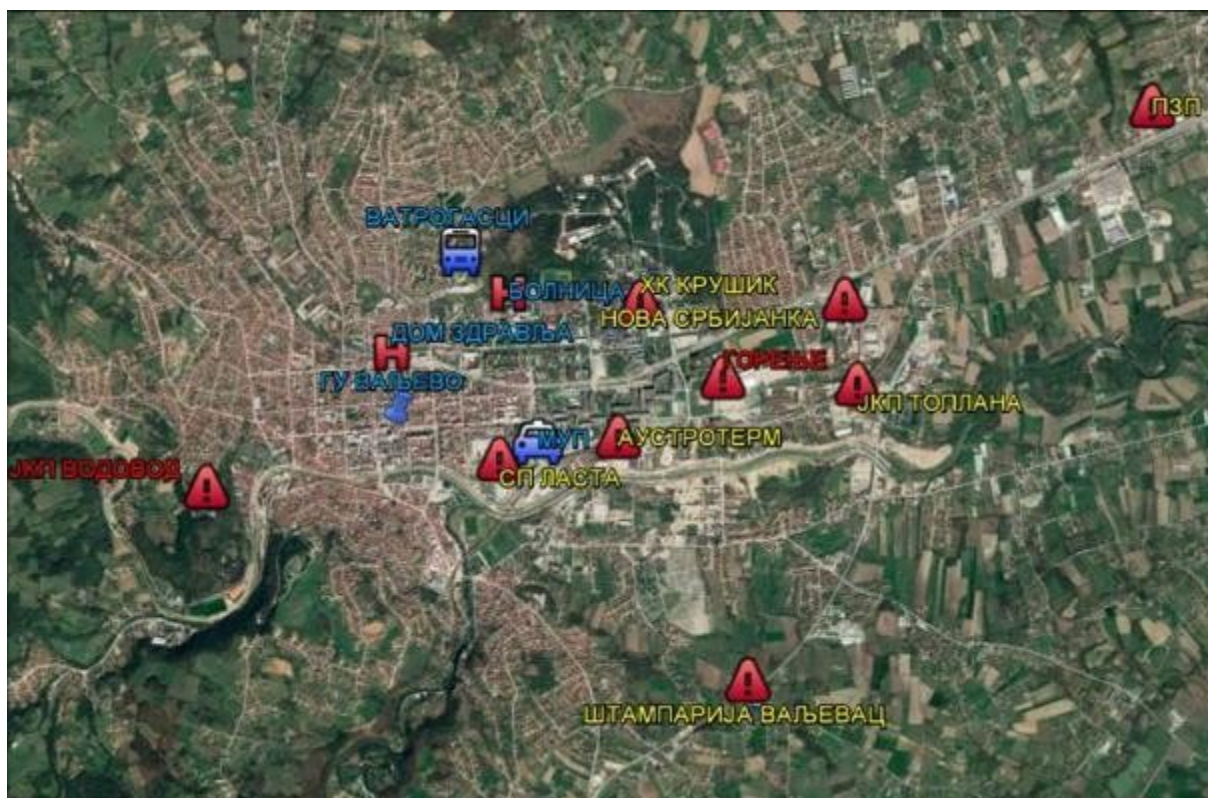 ПЗП
ВАТРОГАСЦИ
ХК КРУШИК
БОЛНИЦА
НОВА СРБИЈАНКА
ДОМ ЗДРАВЉА
ГОРЕЊЕ
ГУ ВАЉЕВО
ЈКП ТОПЛАНА
МУП
АУСТРОТЕРМ
ЈКП ВОДОВОД
СП ЛАСТА
ШТАМПАРИЈА ВАЉЕВАЦ